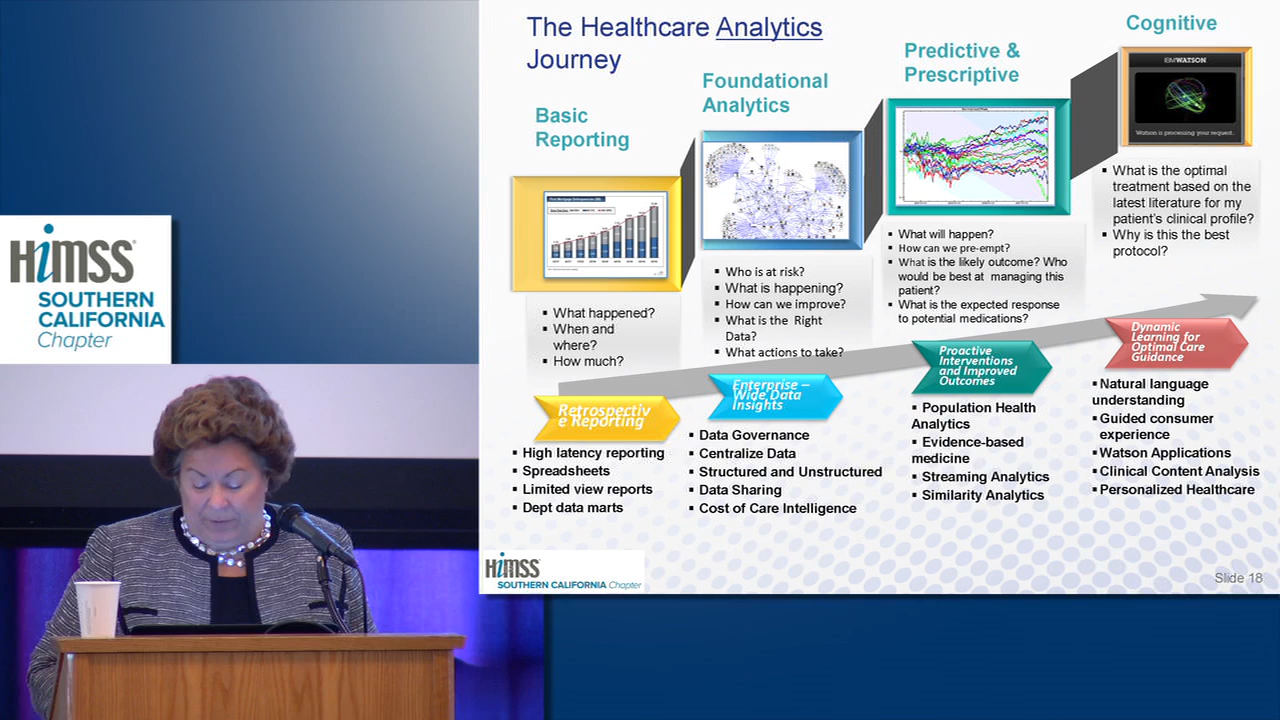 The Healthcare Analytics
Journey
Basic
Reporting
Foundational
Analytics
Predictive &
Prescriptive
Cognitive
IBM WATSON
Watson is processing your request.
▪ What happened?
▪ When and
where?
▪ How much?
▪ Who is at risk?
▪ What is happening?
▪ How can we improve?
▪ What is the Right
Data?
▪ What actions to take?
▪ What will happen?
▪ How can we pre-empt?
▪ What is the likely outcome? Who
would be best at managing this
patient?
▪ What is the expected response
to potential medications?
▪ What is the optimal
treatment based on the
latest literature for my
patient's clinical profile?
▪ Why is this the best
protocol?
Retrospectiv
e Reporting
▪ High latency reporting
▪ Spreadsheets
▪ Limited view reports
▪ Dept data marts
Enterprise –
Wide Data
Insights
▪ Data Governance
▪ Centralize Data
▪ Structured and Unstructured
▪ Data Sharing
▪ Cost of Care Intelligence
Proactive
Interventions
and Improved
Outcomes
▪ Population Health
Analytics
▪ Evidence-based
medicine
▪ Streaming Analytics
▪ Similarity Analytics
Dynamic
Learning for
Optimal Care
Guidance
▪ Natural language
understanding
▪ Guided consumer
experience
▪ Watson Applications
▪ Clinical Content Analysis
▪ Personalized Healthcare
HiMSS
SOUTHERN CALIFORNIA Chapter
Slide 18
HiMSS
SOUTHERN
CALIFORNIA
Chapter